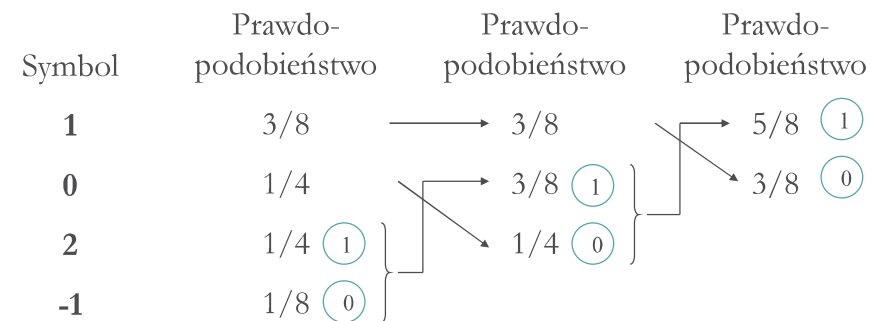 Prawdo- Prawdo- Prawdo-
Symbol podobieństwo podobieństwo podobieństwo
1 3/8 3/8 5/8 1
0 1/4 3/8 1 3/8 0
2 1/4 1 1/4 0
-1 1/8 0